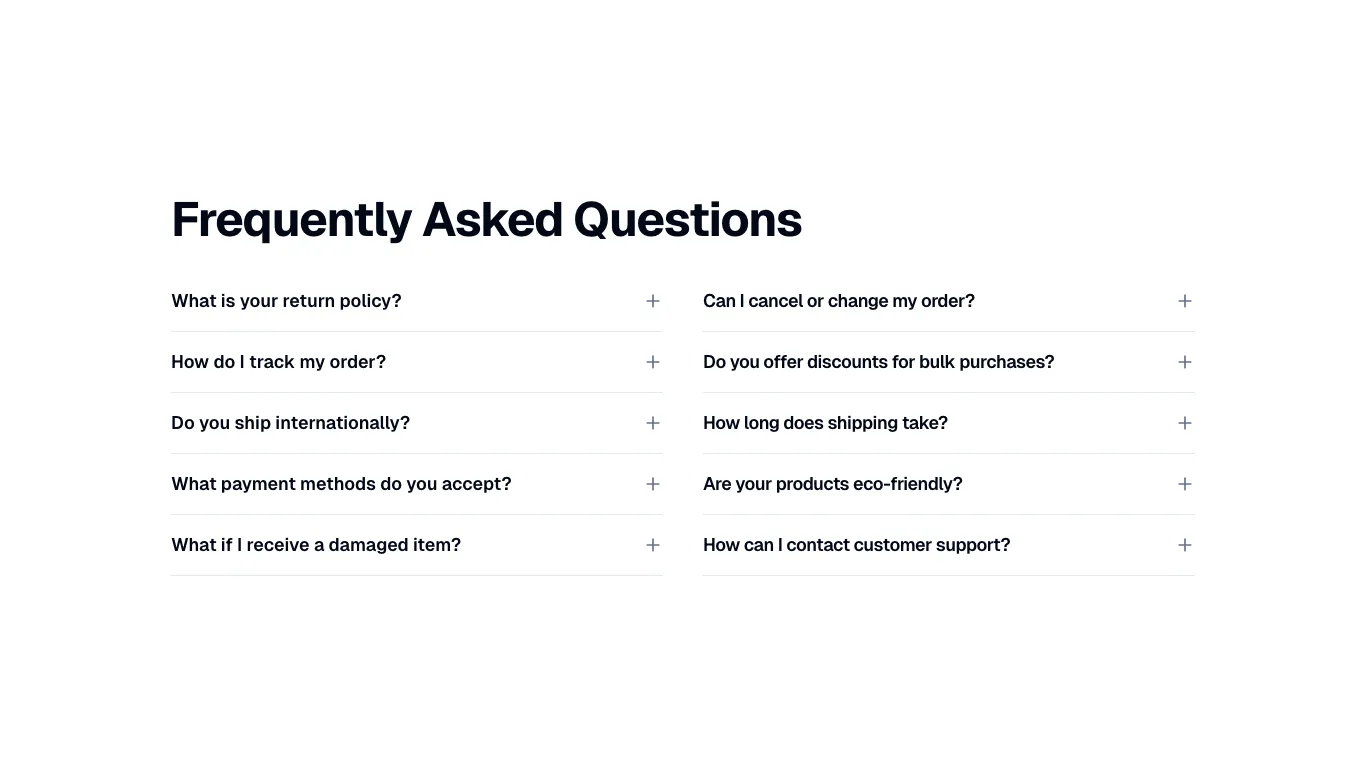 Frequently Asked Questions
What is your return policy?
How do I track my order?
Do you ship internationally?
What payment methods do you accept?
What if I receive a damaged item?
Can I cancel or change my order?
Do you offer discounts for bulk purchases?
How long does shipping take?
Are your products eco-friendly?
How can I contact customer support?